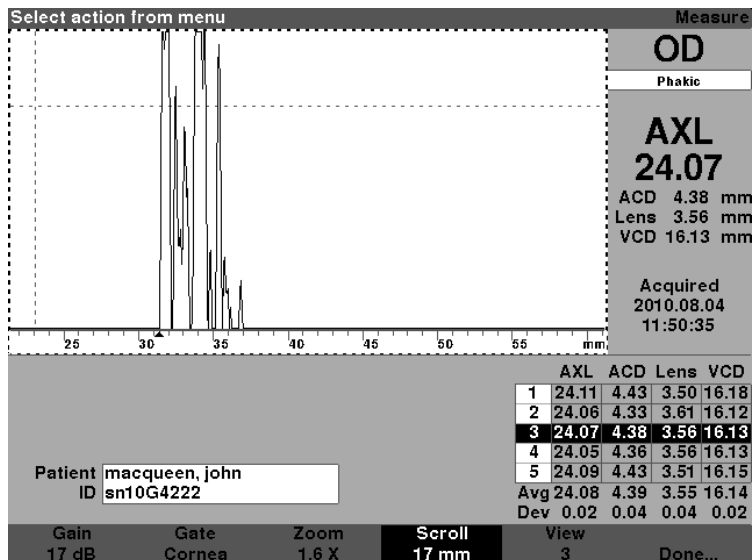 Select action from menu Measure
OD
Phakic
AXL
24.07
ACD 4.38 mm
Lens 3.56 mm
VCD 16.13 mm
Acquired
2010.08.04
11:50:35
25 30 35 40 45 50 55 mm
AXL ACD Lens VCD
1 24.11 4.43 3.50 16.18
2 24.06 4.33 3.61 16.12
3 24.07 4.38 3.56 16.13
4 24.05 4.36 3.56 16.13
5 24.09 4.43 3.51 16.15
Avg 24.08 4.39 3.55 16.14
Dev 0.02 0.04 0.04 0.02
Patient macqueen, john
ID sn10G4222
Gain Gate Zoom Scroll View
17 dB Cornea 1.6 X 17 mm 3 Done...